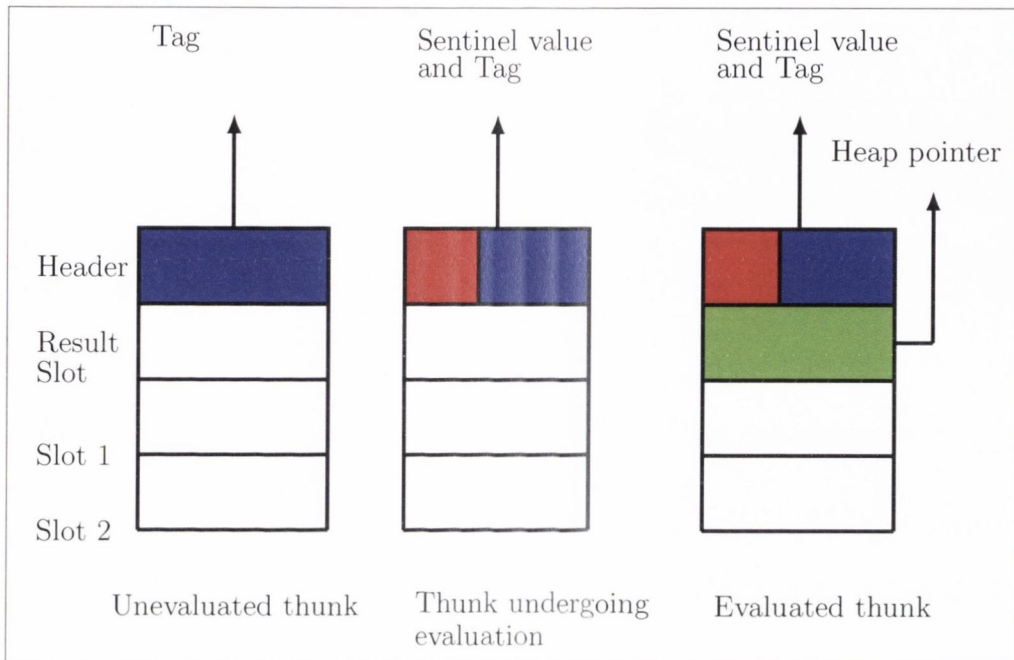 Tag
Sentinel value
and Tag
Sentinel value
and Tag
Heap pointer
Header
Result
Slot
Slot 1
Slot 2
Unevaluated thunk
Thunk undergoing
evaluation
Evaluated thunk